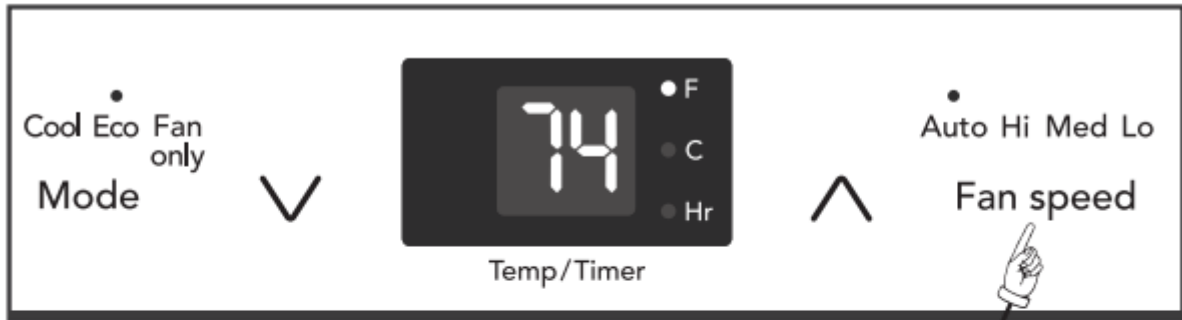 Cool Eco Fan only
Mode
74
F
C
Hr
Temp/Timer
Auto Hi Med Lo
Fan speed